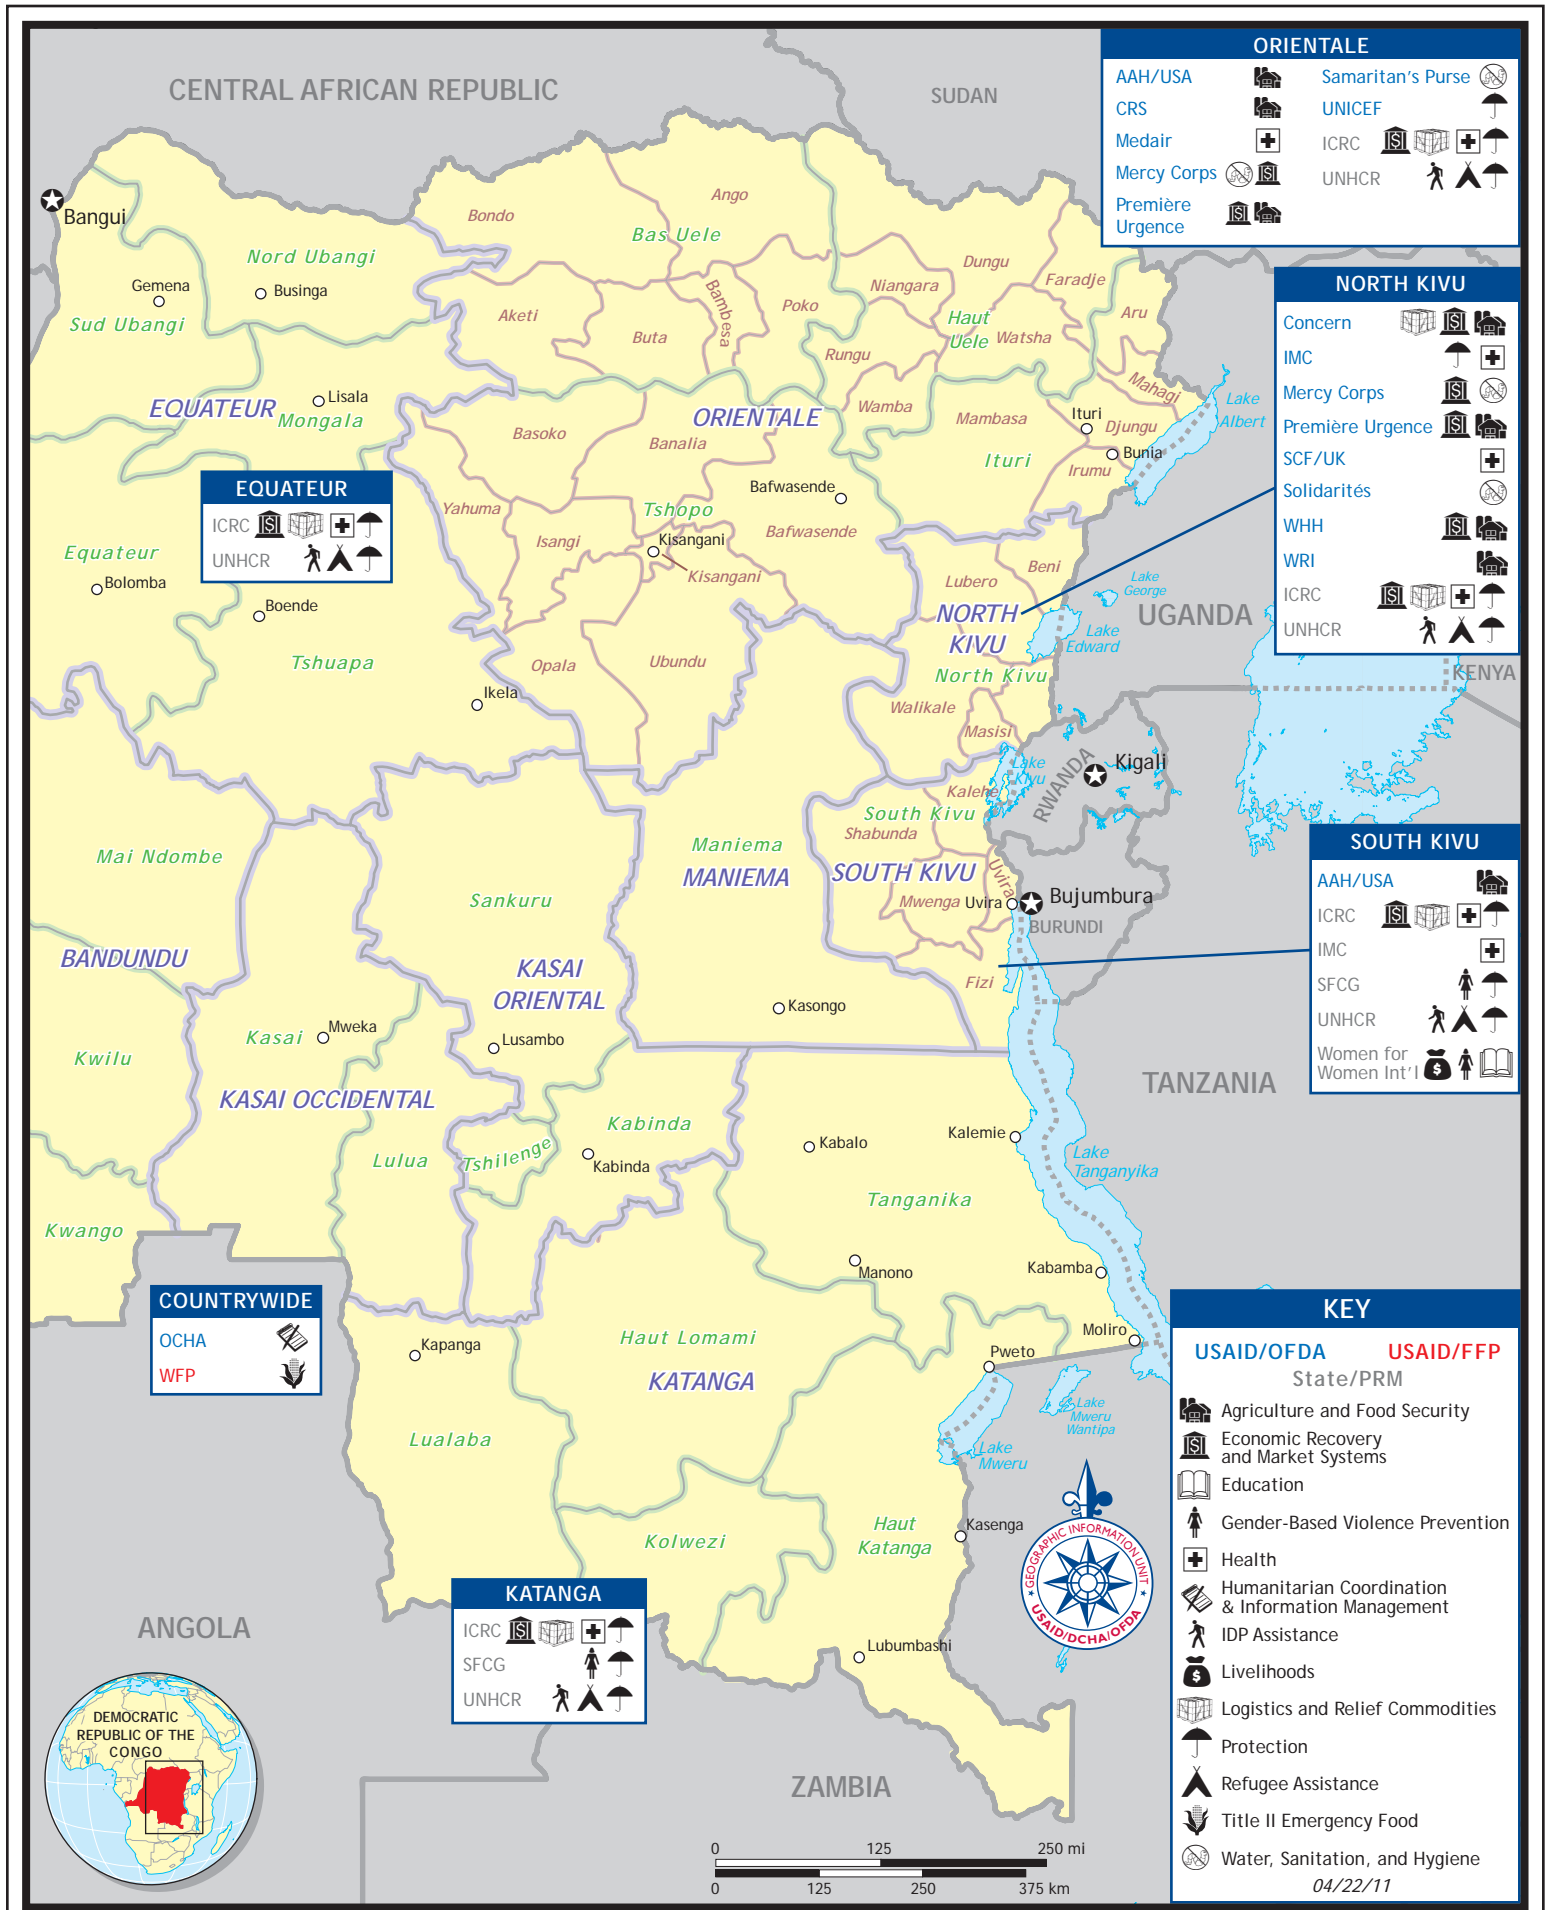 CENTRAL AFRICAN REPUBLIC
SUDAN
ORIENTALE
AAH/USA
CRS
Medair
Mercy Corps
Première
Urgence
Samaritan's Purse
UNICEF
ICRC
UNHCR
Bangui
Bondo
Ango
Bas Uele
Nord Ubangi
Gemena
Businga
Sud Ubangi
Aketi
Buta
Bambesa
Poko
Niangara
Dungu
Faradje
Haut
Uele
Watsha
Aru
Rungu
NORTH KIVU
Concern
IMC
Mercy Corps
Première Urgence
SCF/UK
Solidarités
WHH
WRI
ICRC
UNHCR
Lisala
EQUATEUR
Mongala
ORIENTALE
Wamba
Mahagi
Lake
Albert
Basoko
Banalia
Mambasa
Ituri
Djungu
Bunia
Ituri
Irumu
EQUATEUR
ICRC
UNHCR
Bafwasende
Yahuma
Tshopo
Bafwasende
Isangi
Kisangani
Kisangani
Equateur
Bolomba
Boende
Beni
Lubero
Lake
George
NORTH
KIVU
UGANDA
Lake
Edward
Tshuapa
Opala
Ubundu
North Kivu
KENYA
Ikela
Walikale
Masisi
Lake
Kivu
RWANDA
Kigali
Kalehe
South Kivu
Shabunda
Mai Ndombe
Maniema
MANIEMA
SOUTH KIVU
Uvira
Sankuru
Mwenga
Uvira
Bujumbura
BURUNDI
SOUTH KIVU
AAH/USA
ICRC
IMC
SFCG
UNHCR
Women for
Women Int'l
BANDUNDU
KASAI
ORIENTAL
Fizi
Kasongo
Kasai
Mweka
Lusambo
Kwilu
KASAI OCCIDENTAL
TANZANIA
Kabinda
Kabalo
Kalemie
Lulua
Tshilenge
Kabinda
Lake
Tanganyika
Tanganika
Kwango
Manono
Kabamba
COUNTRYWIDE
OCHA
WFP
Kapanga
Haut Lomami
KATANGA
Moliro
Pweto
Lake
Mweru
Wantipa
Lualaba
Lake
Mweru
Kolwezi
Haut
Katanga
Kasenga
GEOGRAPHIC INFORMATION UNIT
USAID/DCHA/OFDA
KATANGA
ICRC
SFCG
UNHCR
Lubumbashi
ANGOLA
ZAMBIA
DEMOCRATIC
REPUBLIC OF THE
CONGO
0 125 250 mi
0 125 250 375 km
KEY
USAID/OFDA USAID/FFP
State/PRM
Agriculture and Food Security
Economic Recovery
and Market Systems
Education
Gender-Based Violence Prevention
Health
Humanitarian Coordination
& Information Management
IDP Assistance
Livelihoods
Logistics and Relief Commodities
Protection
Refugee Assistance
Title II Emergency Food
Water, Sanitation, and Hygiene
04/22/11